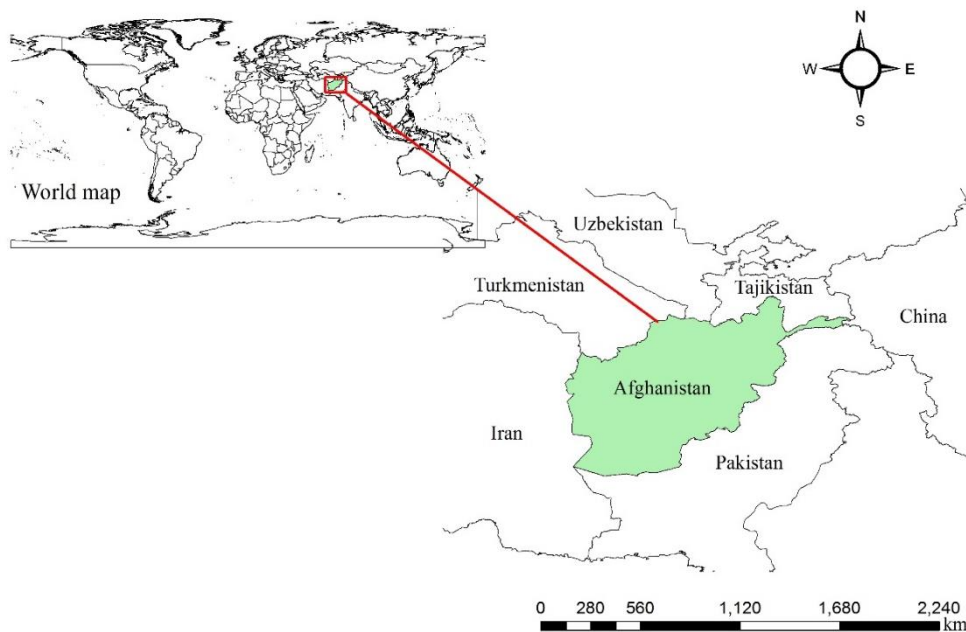 N
W
E
S
World map
Uzbekistan
Turkmenistan
Tajikistan
China
Afghanistan
Iran
Pakistan
0 280 560 1,120 1,680 2,240
km